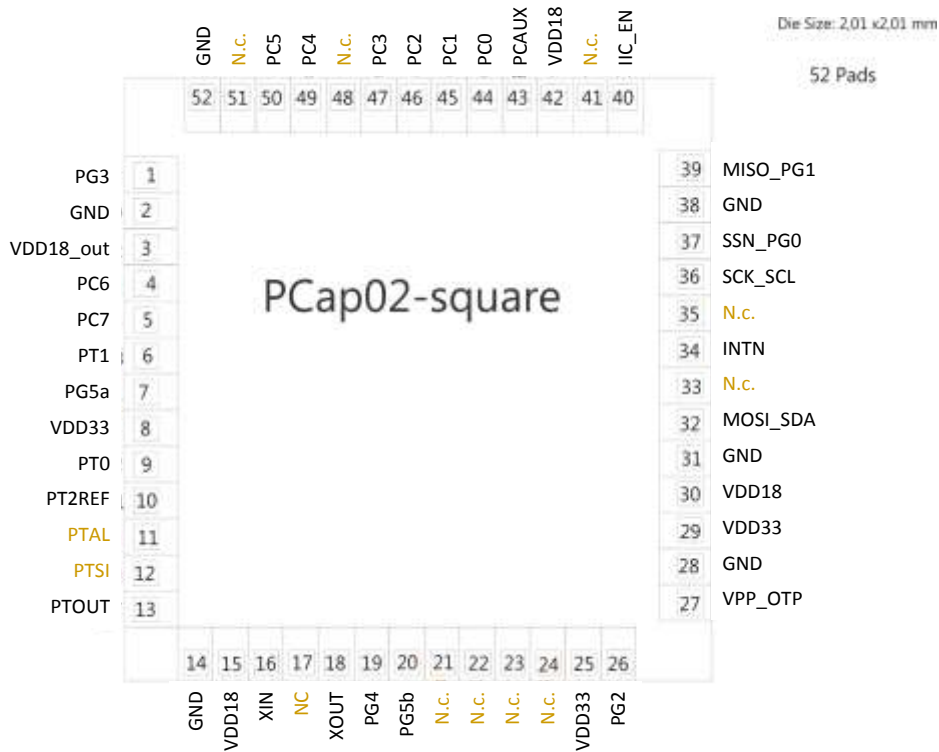 Die Size: 2,01 x2,01 mm
52 Pads
GND N.c. PC5 PC4 N.c. PC3 PC2 PC1 PC0 PCAUX VDD18 N.c. IIC_EN
52 51 50 49 48 47 46 45 44 43 42 41 40
PG3 1
GND 2
VDD18_out 3
PC6 4
PC7 5
PT1 6
PG5a 7
VDD33 8
PT0 9
PT2REF 10
PTAL 11
PTSI 12
PTOUT 13
PCap02-square
39 MISO_PG1
38 GND
37 SSN_PG0
36 SCK_SCL
35 N.c.
34 INTN
33 N.c.
32 MOSI_SDA
31 GND
30 VDD18
29 VDD33
28 GND
27 VPP_OTP
14 15 16 17 18 19 20 21 22 23 24 25 26
GND VDD18 XIN NC XOUT PG4 PG5b N.c. N.c. N.c. N.c. VDD33 PG2